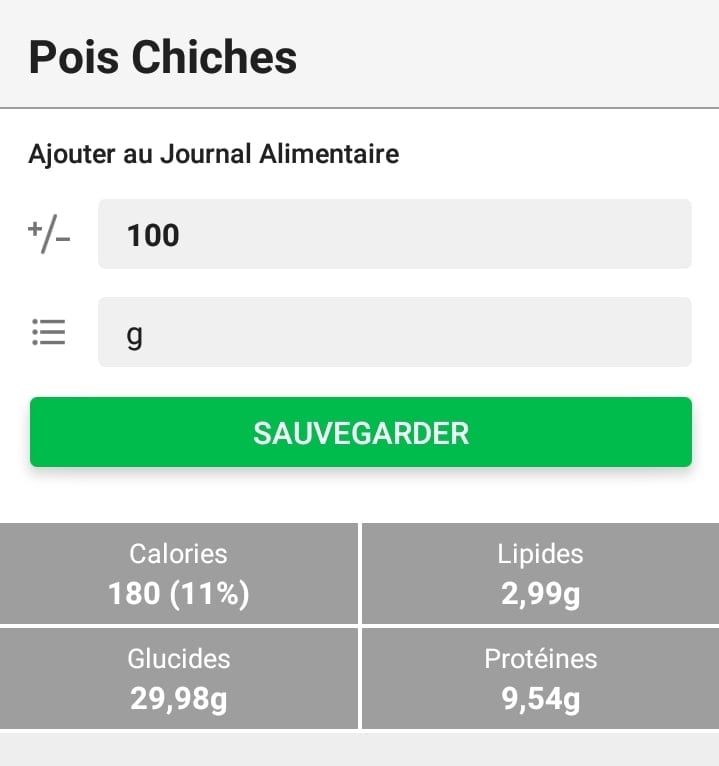 Pois Chiches
Ajouter au Journal Alimentaire
+/-
100
g
SAUVEGARDER
Calories
180 (11%)
Lipides
2,99g
Glucides
29,98g
Protéines
9,54g